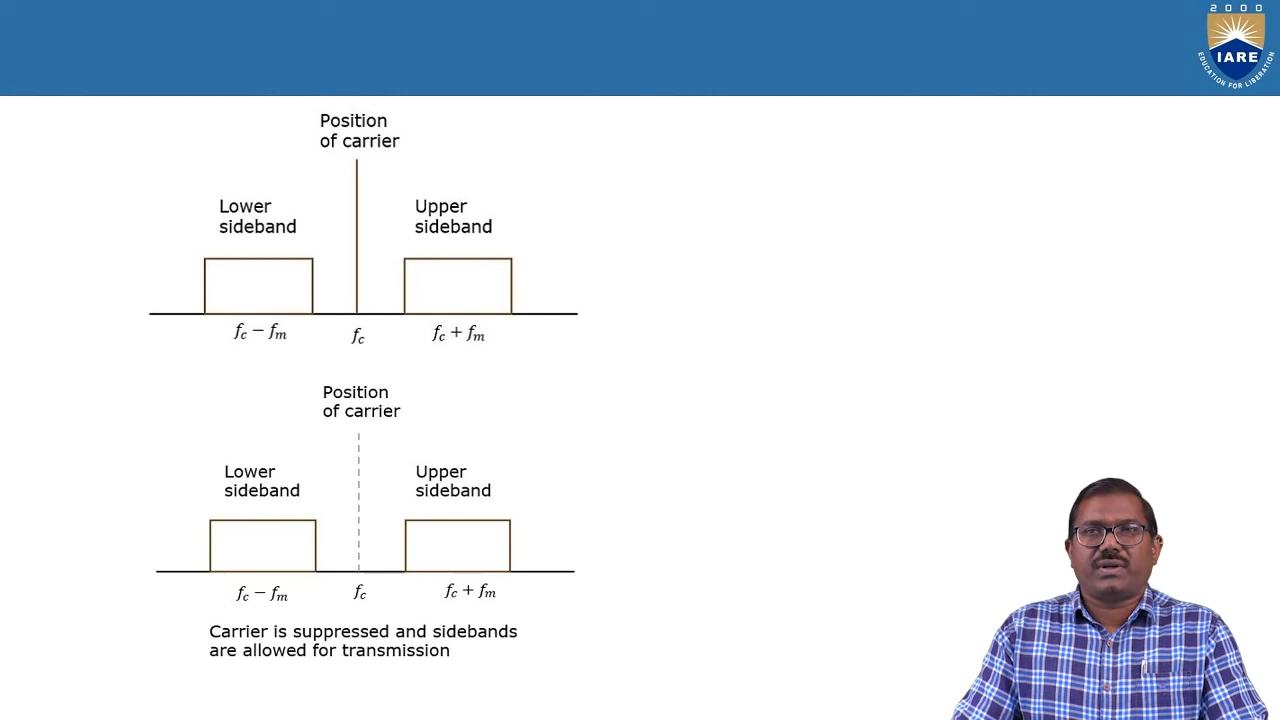 2000
IARE
EDUCATION FOR LIBERATION
Position
of carrier
Lower
sideband
Upper
sideband
fc − fm
fc
fc + fm
Position
of carrier
Lower
sideband
Upper
sideband
fc − fm
fc
fc + fm
Carrier is suppressed and sidebands
are allowed for transmission